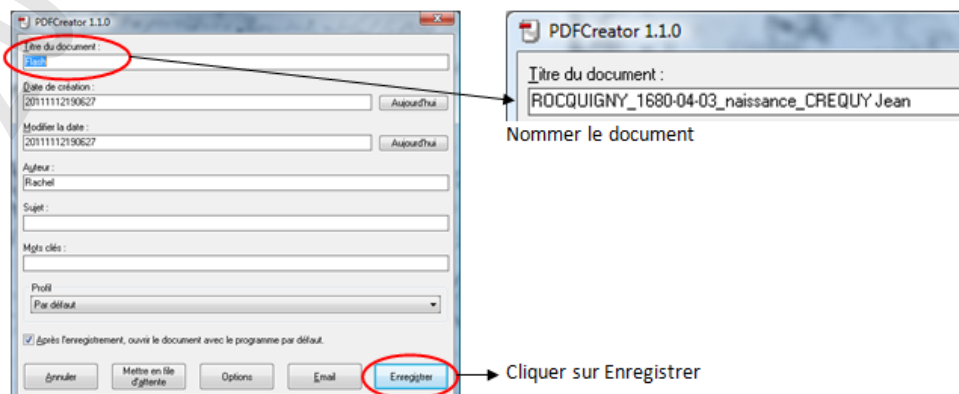 PDFCreator 1.1.0
Titre du document :
Flash
Date de création :
20111112190627 Aujourd'hui
Modifier la date :
20111112190627 Aujourd'hui
Auteur :
Rachel
Sujet :
Mots clés :
Profil
Par défaut
Après l'enregistrement, ouvrir le document avec le programme par défaut.
Annuler Mettre en file d'attente Options Email Enregistrer
PDFCreator 1.1.0
Titre du document :
ROCQUIGNY_1680-04-03_naissance_CREQUY Jean
Nommer le document
Cliquer sur Enregistrer